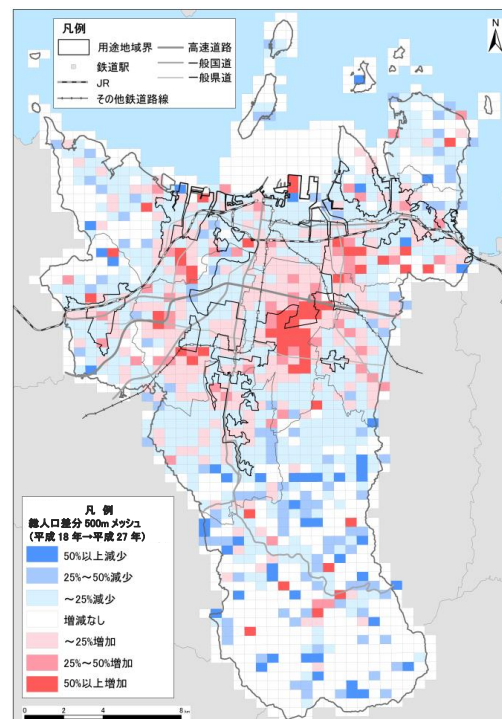 凡例
用途地域界
鉄道駅
JR
その他鉄道路線
高速道路
一般国道
一般県道
N
凡 例
総人口差分 500m メッシュ
(平成 18 年→平成 27 年)
50%以上減少
25%～50%減少
～25%減少
増減なし
～25%増加
25%～50%増加
50%以上増加
0 2 4 8 km